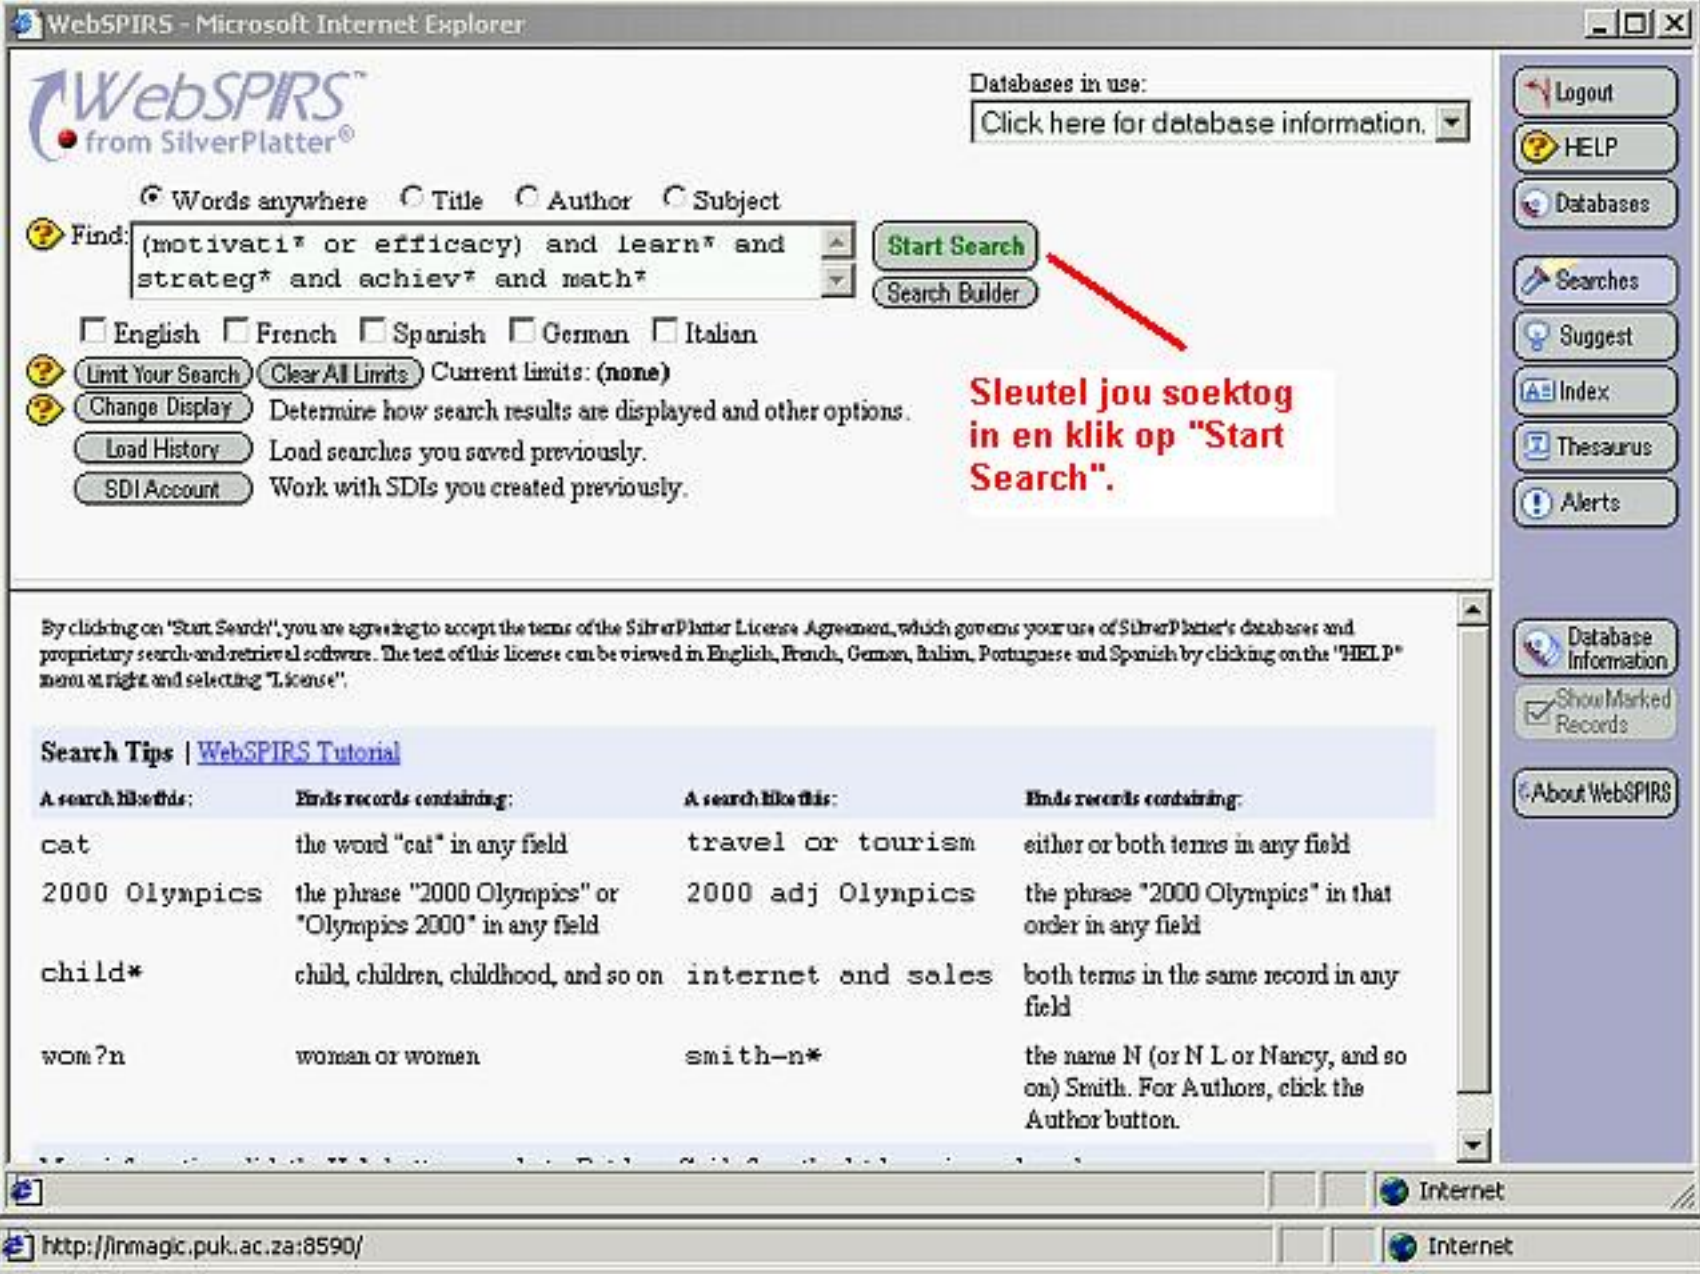 WebSPIRS - Microsoft Internet Explorer
WebSPIRS™
from SilverPlatter®
Databases in use:
Click here for database information.
Words anywhere Title Author Subject
Find: (motivati* or efficacy) and learn* and
strateg* and achiev* and math*
Start Search
Search Builder
English French Spanish German Italian
Limit Your Search Clear All Limits Current limits: (none)
Change Display Determine how search results are displayed and other options.
Load History Load searches you saved previously.
SDI Account Work with SDIs you created previously.
Sleutel jou soektog
in en klik op "Start
Search".
Logout
HELP
Databases
Searches
Suggest
Index
Thesaurus
Alerts
Database
Information
Show Marked
Records
About WebSPIRS
By clicking on "Start Search", you are agreeing to accept the terms of the SilverPlatter License Agreement, which governs your use of SilverPlatter's databases and
proprietary search-and-retrieval software. The text of this license can be viewed in English, French, German, Italian, Portuguese and Spanish by clicking on the "HELP"
menu at right and selecting "License".
Search Tips | WebSPIRS Tutorial
A search like this: Finds records containing: A search like this: Finds records containing:
cat the word "cat" in any field travel or tourism either or both terms in any field
2000 Olympics the phrase "2000 Olympics" or 2000 adj Olympics the phrase "2000 Olympics" in that
"Olympics 2000" in any field order in any field
child* child, children, childhood, and so on internet and sales both terms in the same record in any
field
wom?n woman or women smith-n* the name N (or N L or Nancy, and so
on) Smith. For Authors, click the
Author button.
Internet
http://inmagic.puk.ac.za:8590/
Internet